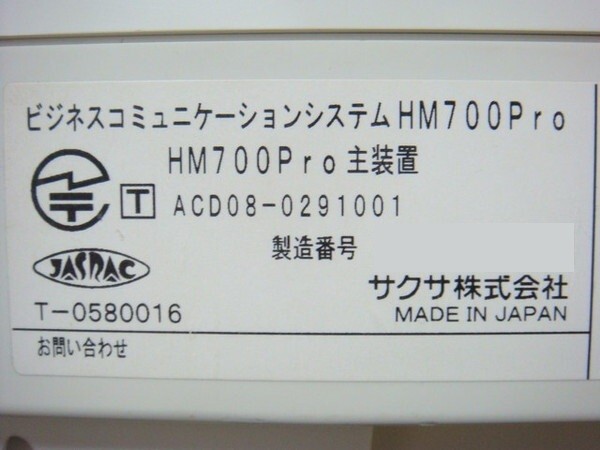 ビジネスコミュニケーションシステムHM700Pro
HM700Pro主装置
T ACD08-0291001
製造番号
JASRAC
サクサ株式会社
T-0580016
MADE IN JAPAN
お問い合わせ